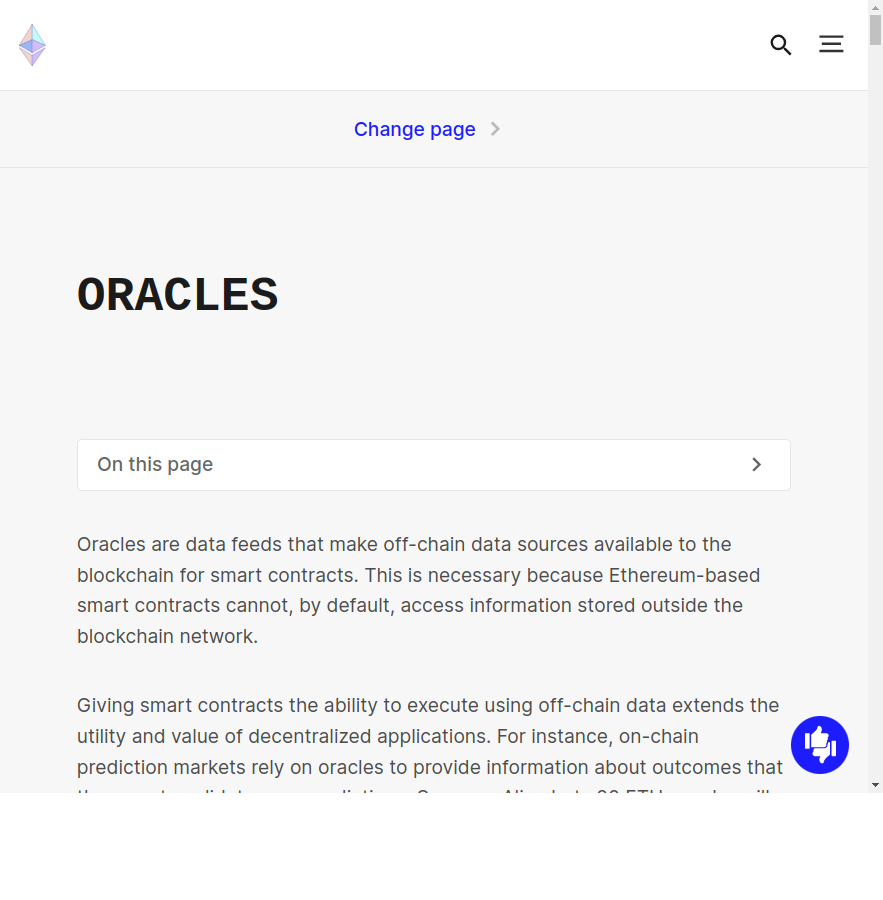 Change page
ORACLES
On this page
Oracles are data feeds that make off-chain data sources available to the
blockchain for smart contracts. This is necessary because Ethereum-based
smart contracts cannot, by default, access information stored outside the
blockchain network.
Giving smart contracts the ability to execute using off-chain data extends the
utility and value of decentralized applications. For instance, on-chain
prediction markets rely on oracles to provide information about outcomes that